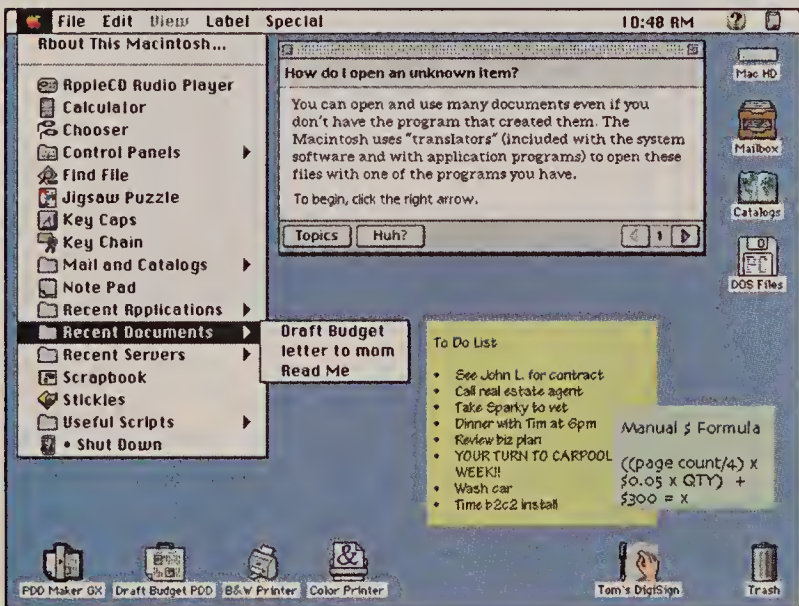 File Edit View Label Special 10:48 AM
About This Macintosh...
AppleCD Audio Player
Calculator
Chooser
Control Panels
Find File
Jigsaw Puzzle
Key Caps
Key Chain
Mail and Catalogs
Note Pad
Recent Applications
Recent Documents
Recent Servers
Scrapbook
Stickies
Useful Scripts
• Shut Down
Draft Budget
letter to mom
Read Me
How do I open an unknown item?
You can open and use many documents even if you
don't have the program that created them. The
Macintosh uses "translators" (included with the system
software and with application programs) to open these
files with one of the programs you have.
To begin, click the right arrow.
Topics Huh? 1
Mac HD
Mailbox
Catalogs
PC
DOS Files
To Do List
• See John L. for contract
• Call real estate agent
• Take Sparky to vet
• Dinner with Tim at 6pm
• Review biz plan
• YOUR TURN TO CARPOOL
WEEK!!
• Wash car
• Time b2c2 install
Manual $ Formula
((page count/4) x
$0.05 x QTY) +
$300 = x
PDD Maker GX
Draft Budget PDD
B&W Printer
&
Color Printer
Tom's DigiSign
Trash